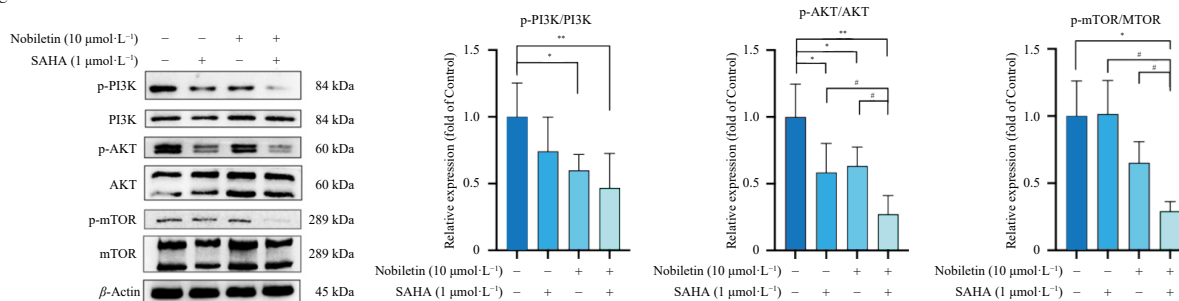 Nobiletin (10 μmol·L⁻¹) − − + +
SAHA (1 μmol·L⁻¹) − + − +
p-PI3K 84 kDa
PI3K 84 kDa
p-AKT 60 kDa
AKT 60 kDa
p-mTOR 289 kDa
mTOR 289 kDa
β-Actin 45 kDa
p-PI3K/PI3K
Relative expression (fold of Control)
1.5
1.0
0.5
0
**
*
Nobiletin (10 μmol·L⁻¹) − − + +
SAHA (1 μmol·L⁻¹) − + − +
p-AKT/AKT
Relative expression (fold of Control)
1.5
1.0
0.5
0
**
*
*
#
#
Nobiletin (10 μmol·L⁻¹) − − + +
SAHA (1 μmol·L⁻¹) − + − +
p-mTOR/MTOR
Relative expression (fold of Control)
1.5
1.0
0.5
0
*
#
#
Nobiletin (10 μmol·L⁻¹) − − + +
SAHA (1 μmol·L⁻¹) − + − +